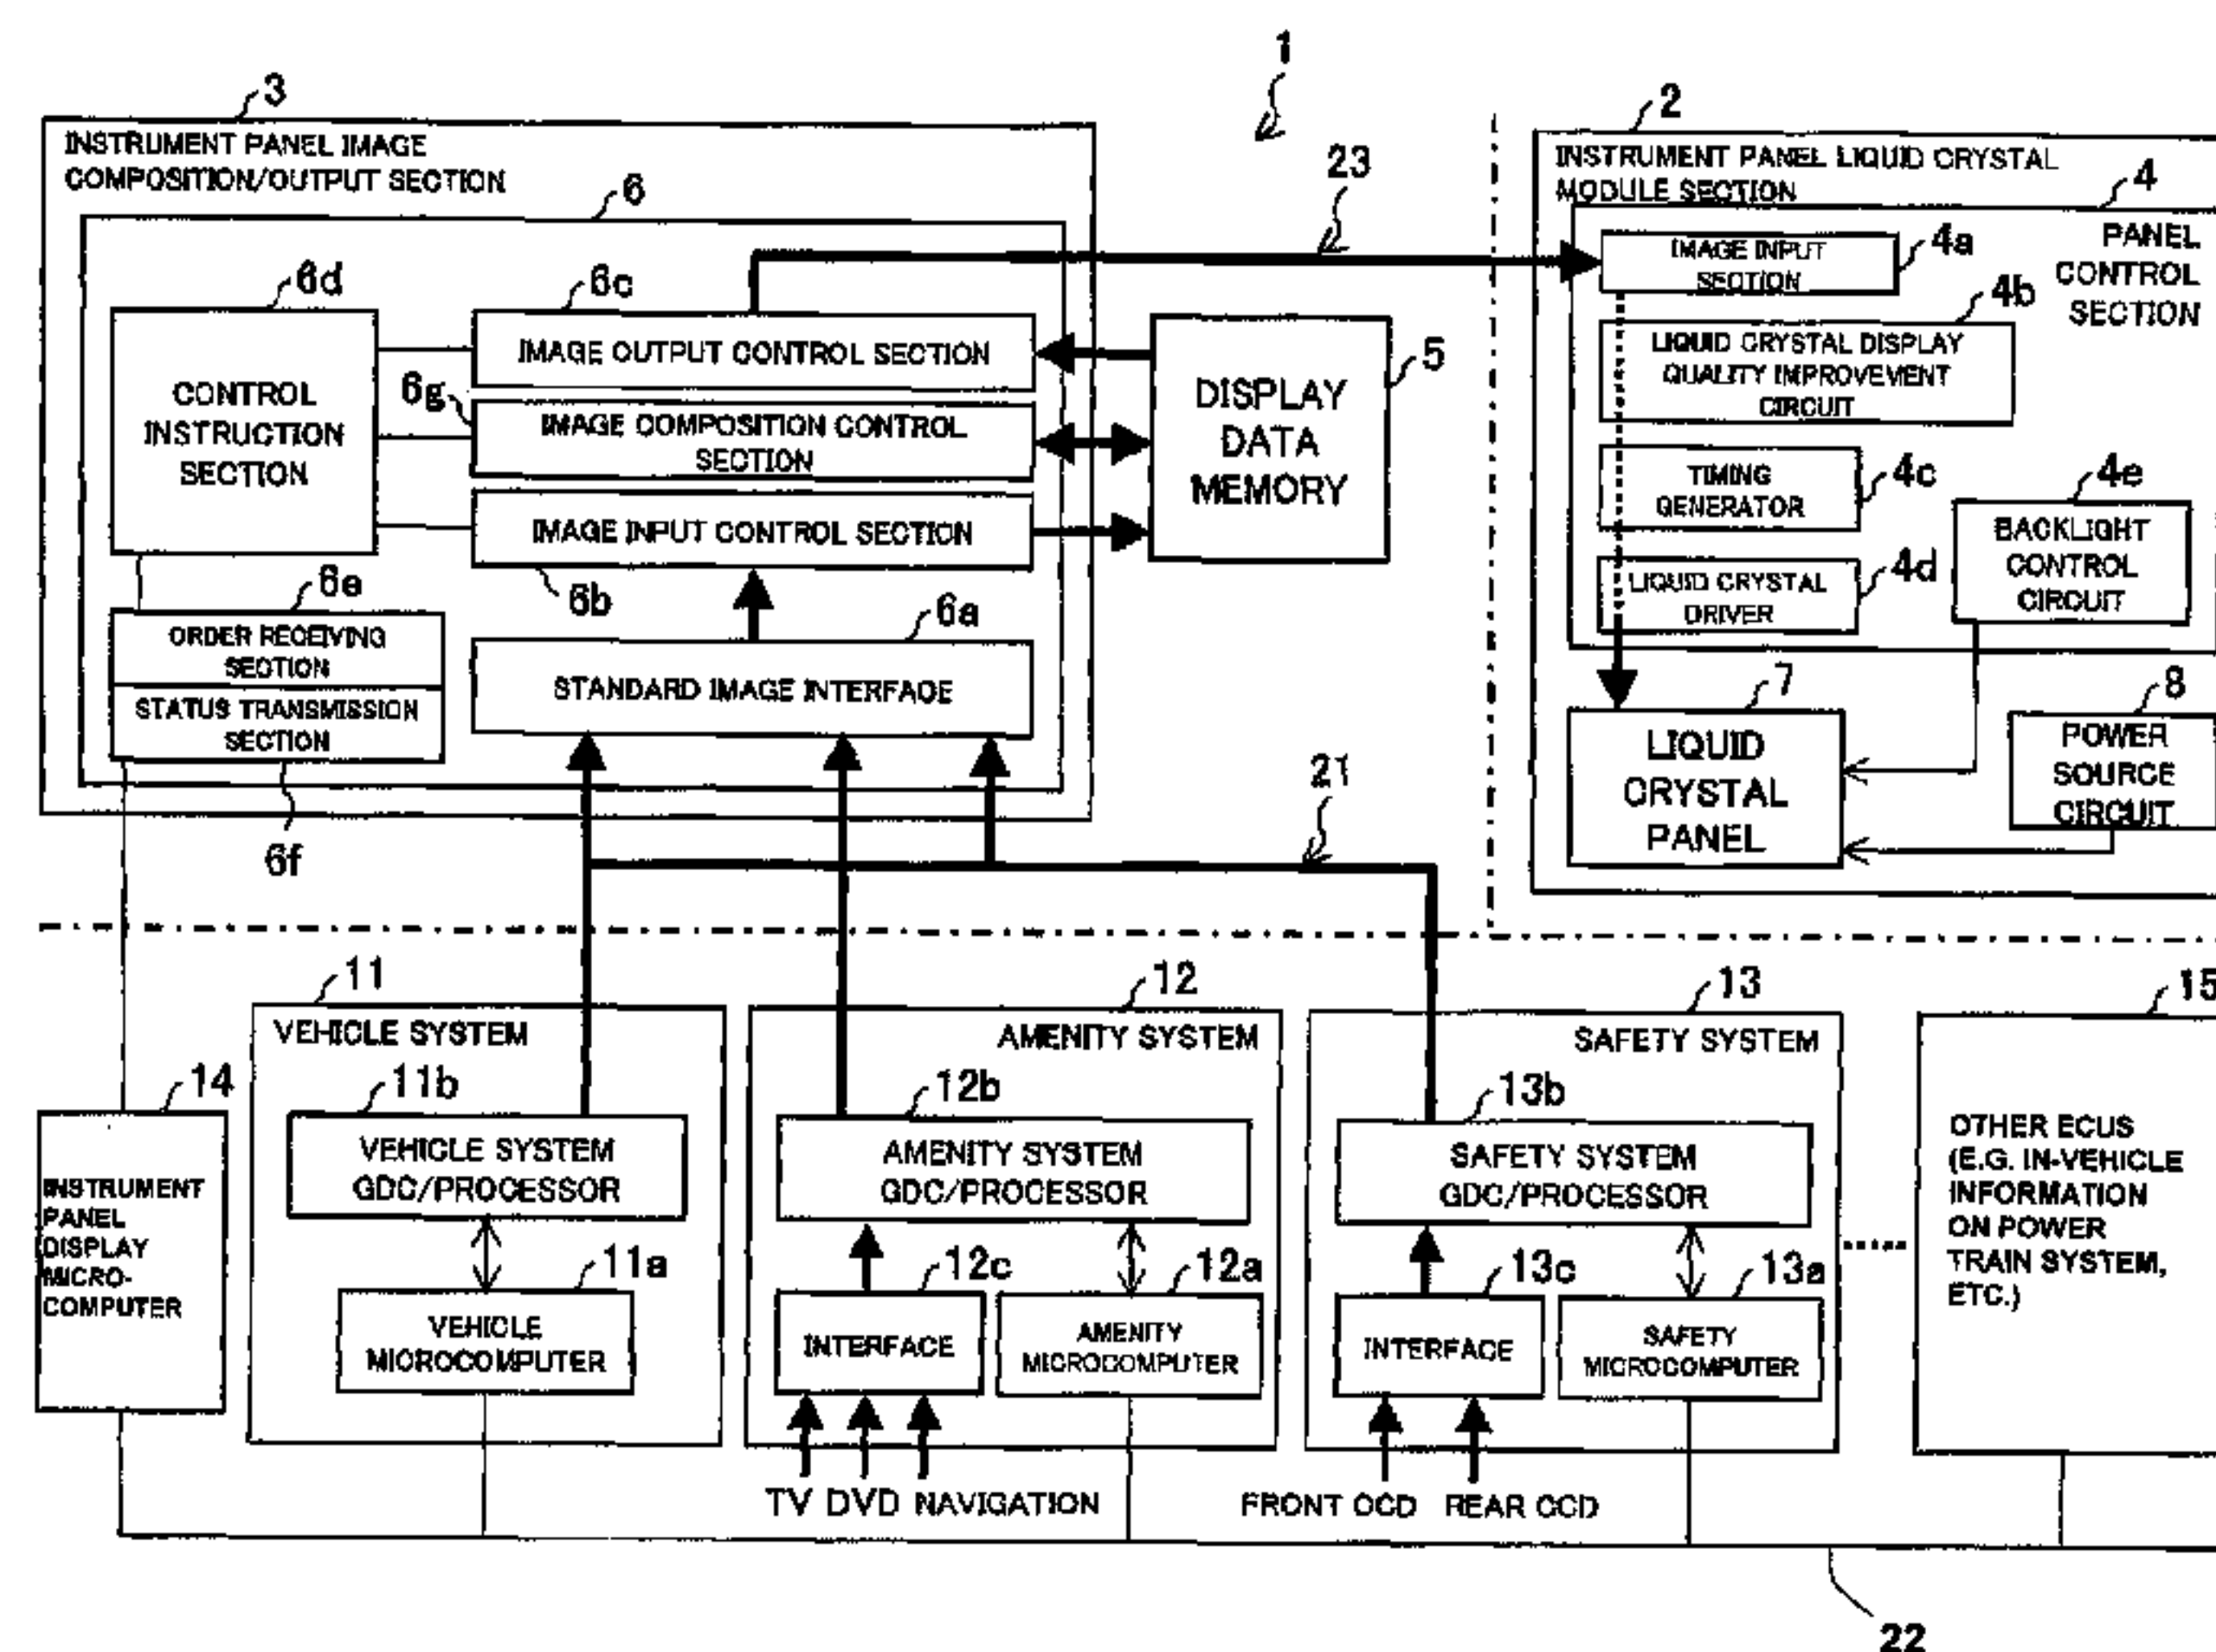 1
3
INSTRUMENT PANEL IMAGE
COMPOSITION/OUTPUT SECTION
6
23
6d
CONTROL
INSTRUCTION
SECTION
6c
IMAGE OUTPUT CONTROL SECTION
6g
IMAGE COMPOSITION CONTROL
SECTION
IMAGE INPUT CONTROL SECTION
6b
DISPLAY
DATA
MEMORY
5
6e
ORDER RECEIVING
SECTION
STATUS TRANSMISSION
SECTION
6f
6a
STANDARD IMAGE INTERFACE
21
2
INSTRUMENT PANEL LIQUID CRYSTAL
MODULE SECTION
4
PANEL
CONTROL
SECTION
IMAGE INPUT
SECTION
4a
4b
LIQUID CRYSTAL DISPLAY
QUALITY IMPROVEMENT
CIRCUIT
TIMING
GENERATOR
4c
4e
BACKLIGHT
CONTROL
CIRCUIT
LIQUID CRYSTAL
DRIVER
4d
7
LIQUID
CRYSTAL
PANEL
8
POWER
SOURCE
CIRCUIT
14
INSTRUMENT
PANEL
DISPLAY
MICRO-
COMPUTER
11
VEHICLE SYSTEM
11b
VEHICLE SYSTEM
GDC/PROCESSOR
11a
VEHICLE
MICROCOMPUTER
12
AMENITY SYSTEM
12b
AMENITY SYSTEM
GDC/PROCESSOR
12c
INTERFACE
12a
AMENITY
MICROCOMPUTER
TV DVD NAVIGATION
13
SAFETY SYSTEM
13b
SAFETY SYSTEM
GDC/PROCESSOR
13c
INTERFACE
13a
SAFETY
MICROCOMPUTER
FRONT CCD REAR CCD
15
OTHER ECUS
(E.G. IN-VEHICLE
INFORMATION
ON POWER
TRAIN SYSTEM,
ETC.)
22